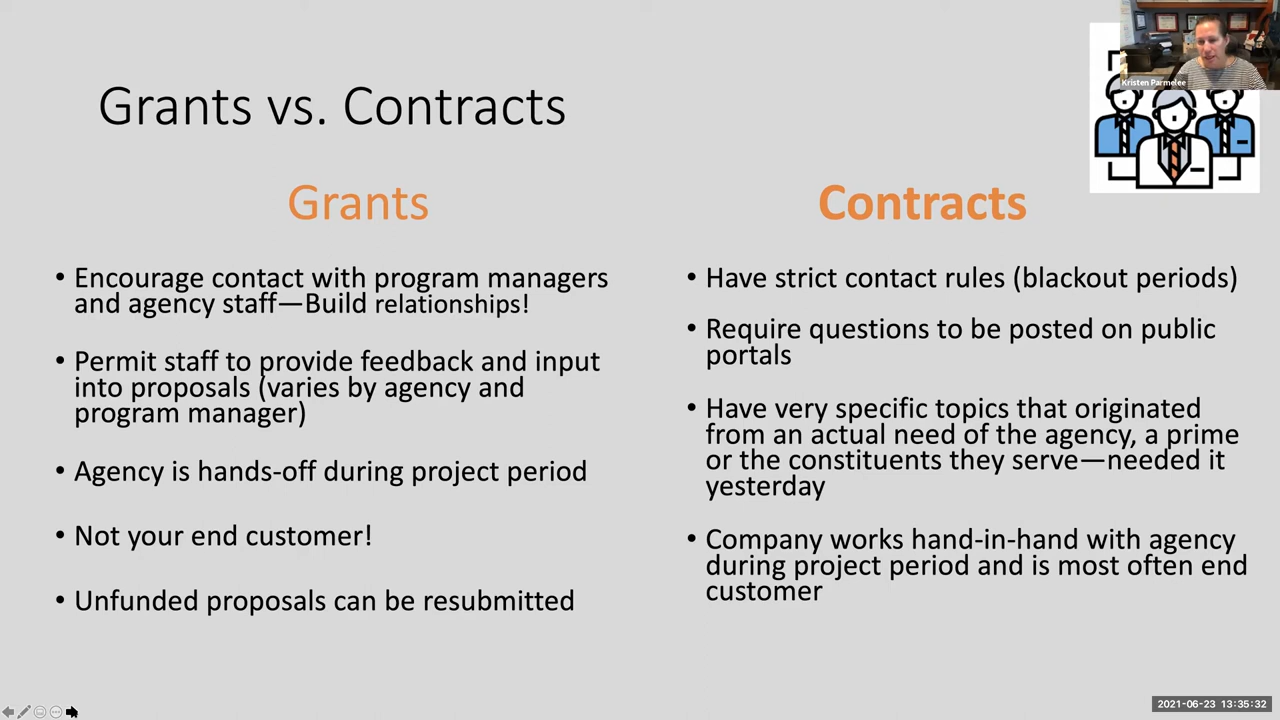 Kristen Parmelee
Grants vs. Contracts
Grants
• Encourage contact with program managers
and agency staff—Build relationships!
• Permit staff to provide feedback and input
into proposals (varies by agency and
program manager)
• Agency is hands-off during project period
• Not your end customer!
• Unfunded proposals can be resubmitted
Contracts
• Have strict contact rules (blackout periods)
• Require questions to be posted on public
portals
• Have very specific topics that originated
from an actual need of the agency, a prime
or the constituents they serve—needed it
yesterday
• Company works hand-in-hand with agency
during project period and is most often end
customer
2021-06-23 13:35:32